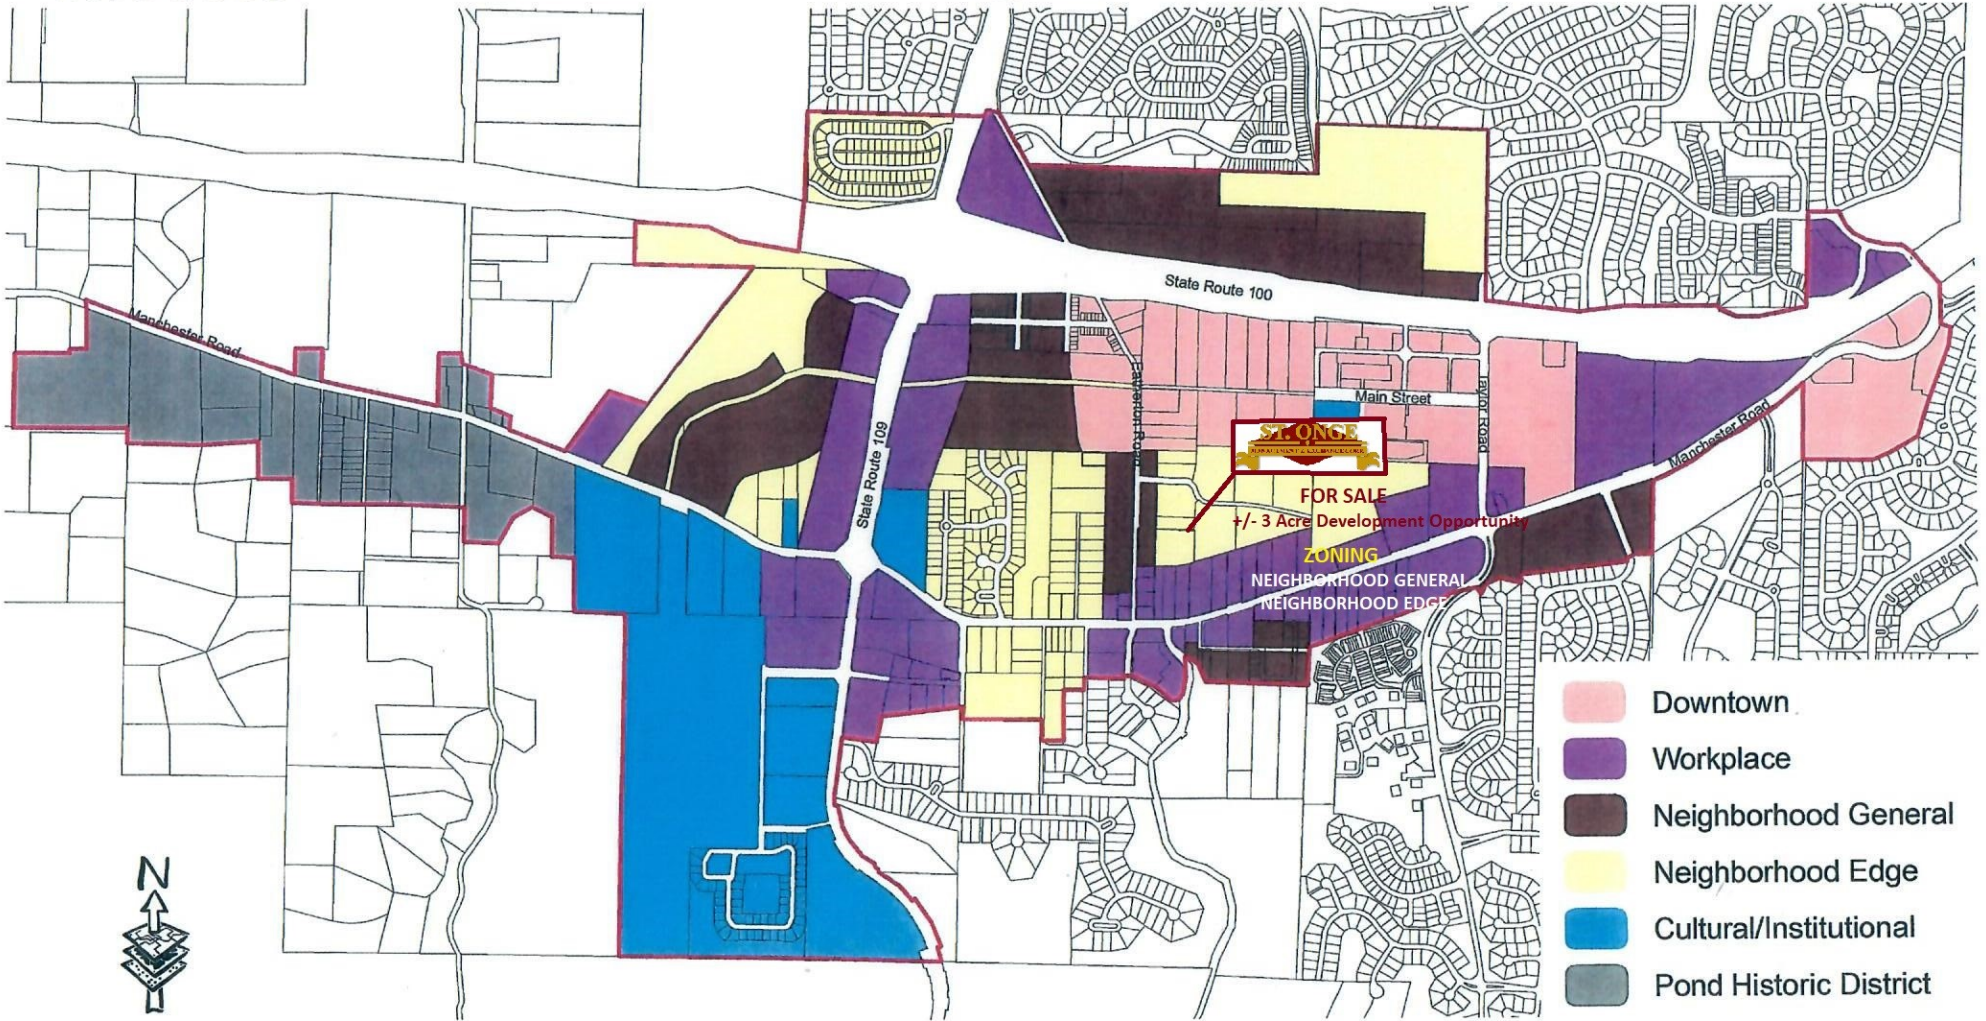 State Route 100
Manchester Road
Main Street
Taylor Road
State Route 109
Manchester Road
ST. ONGE
FOR SALE
+/- 3 Acre Development Opportunity
ZONING
NEIGHBORHOOD GENERAL
NEIGHBORHOOD EDGE
Downtown
Workplace
Neighborhood General
Neighborhood Edge
Cultural/Institutional
Pond Historic District
N